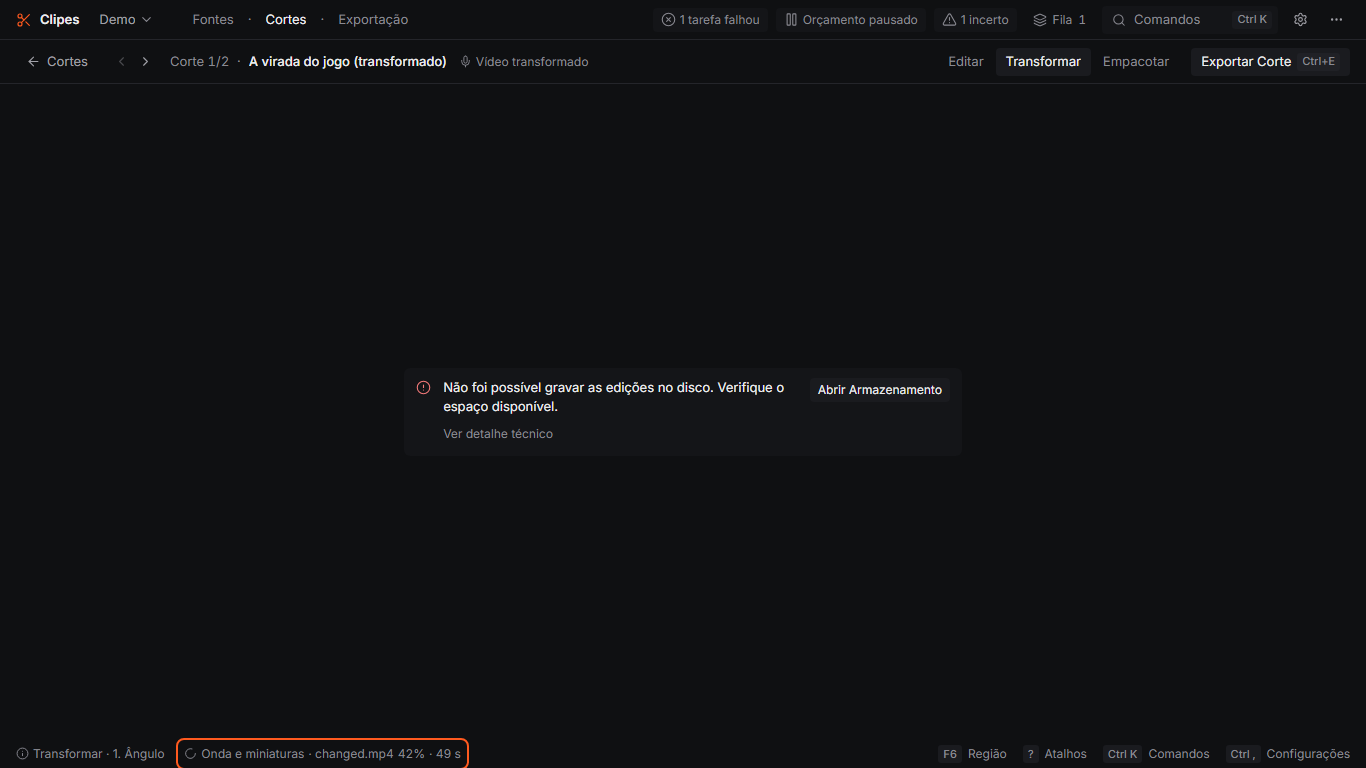 Clipes Demo Fontes · Cortes · Exportação 1 tarefa falhou Orçamento pausado 1 incerto Fila 1 Comandos Ctrl K
Cortes Corte 1/2 · A virada do jogo (transformado) Vídeo transformado Editar Transformar Empacotar Exportar Corte Ctrl+E
Não foi possível gravar as edições no disco. Verifique o
espaço disponível.
Abrir Armazenamento
Ver detalhe técnico
Transformar · 1. Ângulo Onda e miniaturas · changed.mp4 42% · 49 s F6 Região ? Atalhos Ctrl K Comandos Ctrl , Configurações